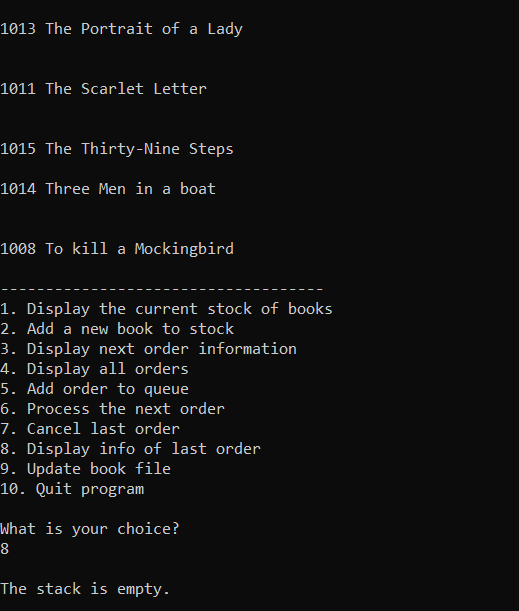 1013 The Portrait of a Lady
1011 The Scarlet Letter
1015 The Thirty-Nine Steps
1014 Three Men in a boat
1008 To kill a Mockingbird
------------------------------------
1. Display the current stock of books
2. Add a new book to stock
3. Display next order information
4. Display all orders
5. Add order to queue
6. Process the next order
7. Cancel last order
8. Display info of last order
9. Update book file
10. Quit program
What is your choice?
8
The stack is empty.